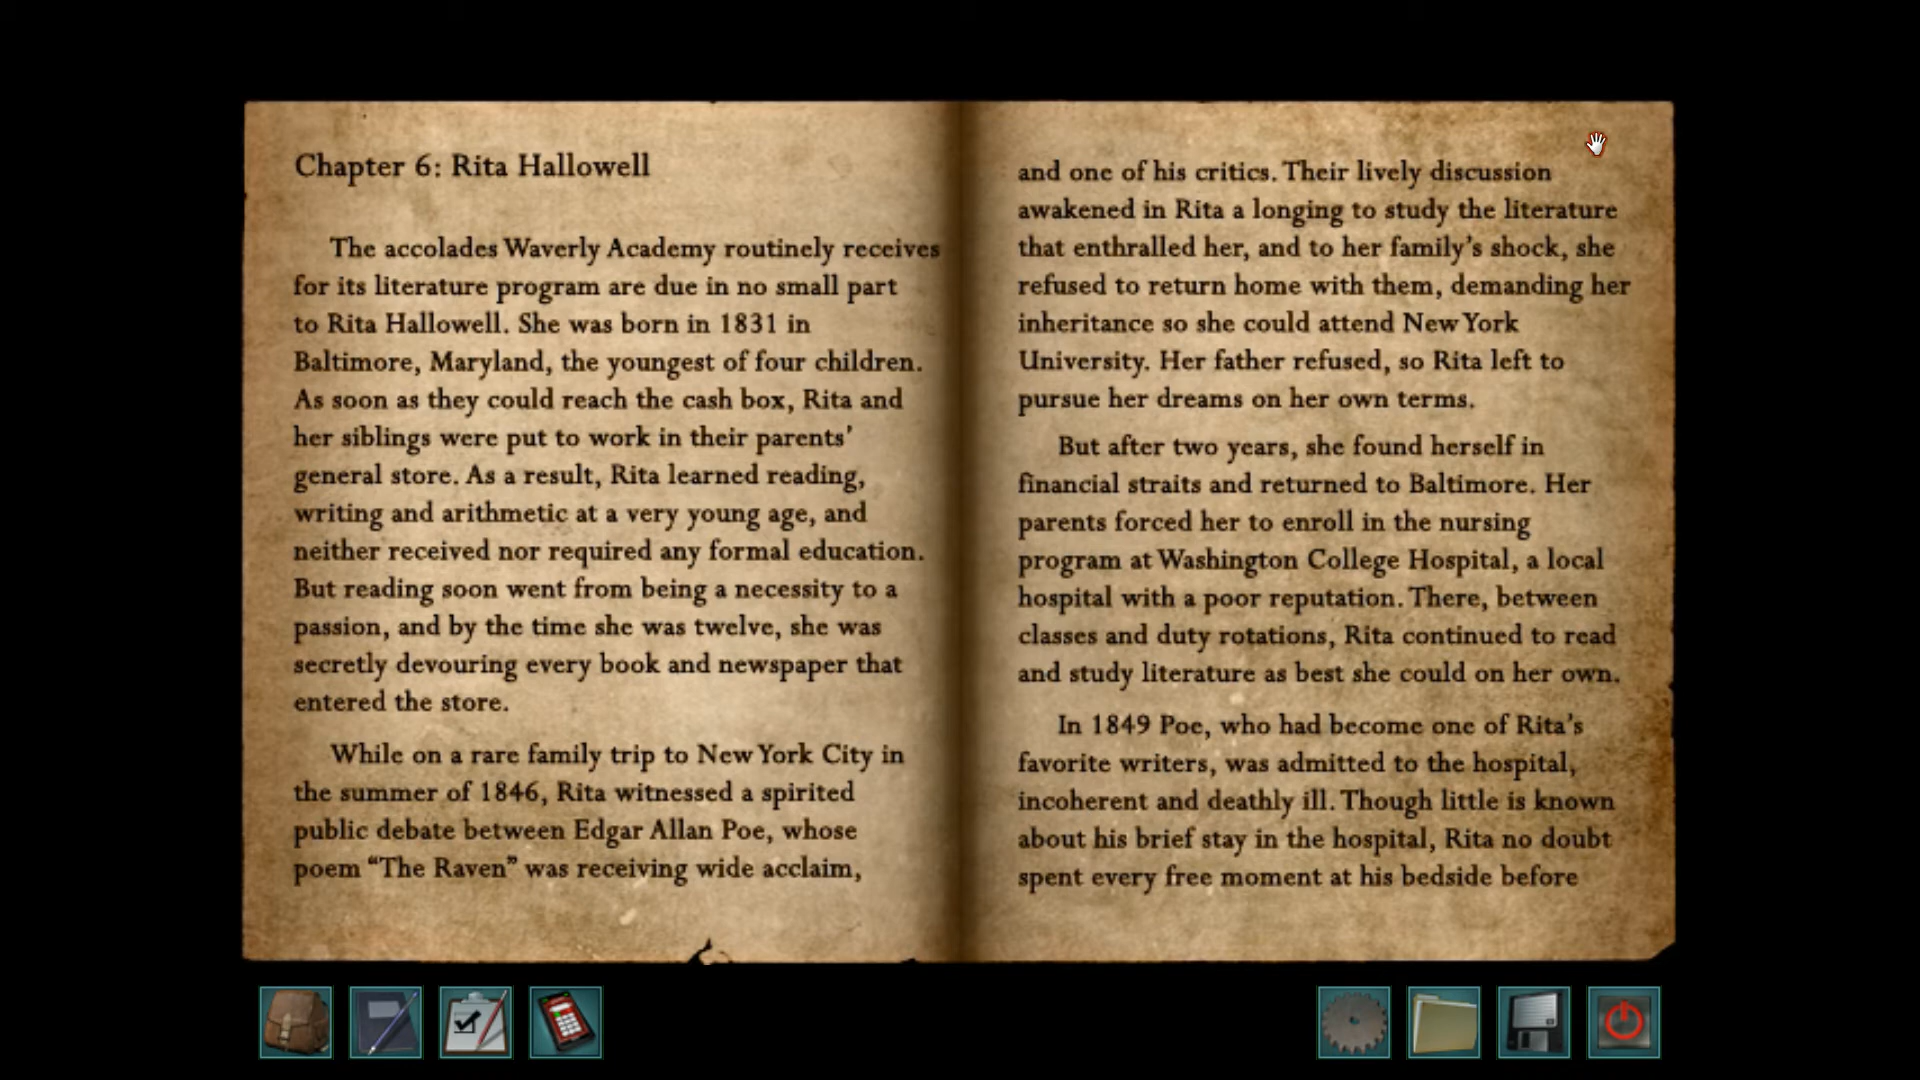 Chapter 6: Rita Hallowell
The accolades Waverly Academy routinely receives
for its literature program are due in no small part
to Rita Hallowell. She was born in 1831 in
Baltimore, Maryland, the youngest of four children.
As soon as they could reach the cash box, Rita and
her siblings were put to work in their parents'
general store. As a result, Rita learned reading,
writing and arithmetic at a very young age, and
neither received nor required any formal education.
But reading soon went from being a necessity to a
passion, and by the time she was twelve, she was
secretly devouring every book and newspaper that
entered the store.
While on a rare family trip to New York City in
the summer of 1846, Rita witnessed a spirited
public debate between Edgar Allan Poe, whose
poem “The Raven” was receiving wide acclaim,
and one of his critics. Their lively discussion
awakened in Rita a longing to study the literature
that enthralled her, and to her family's shock, she
refused to return home with them, demanding her
inheritance so she could attend New York
University. Her father refused, so Rita left to
pursue her dreams on her own terms.
But after two years, she found herself in
financial straits and returned to Baltimore. Her
parents forced her to enroll in the nursing
program at Washington College Hospital, a local
hospital with a poor reputation. There, between
classes and duty rotations, Rita continued to read
and study literature as best she could on her own.
In 1849 Poe, who had become one of Rita's
favorite writers, was admitted to the hospital,
incoherent and deathly ill. Though little is known
about his brief stay in the hospital, Rita no doubt
spent every free moment at his bedside before